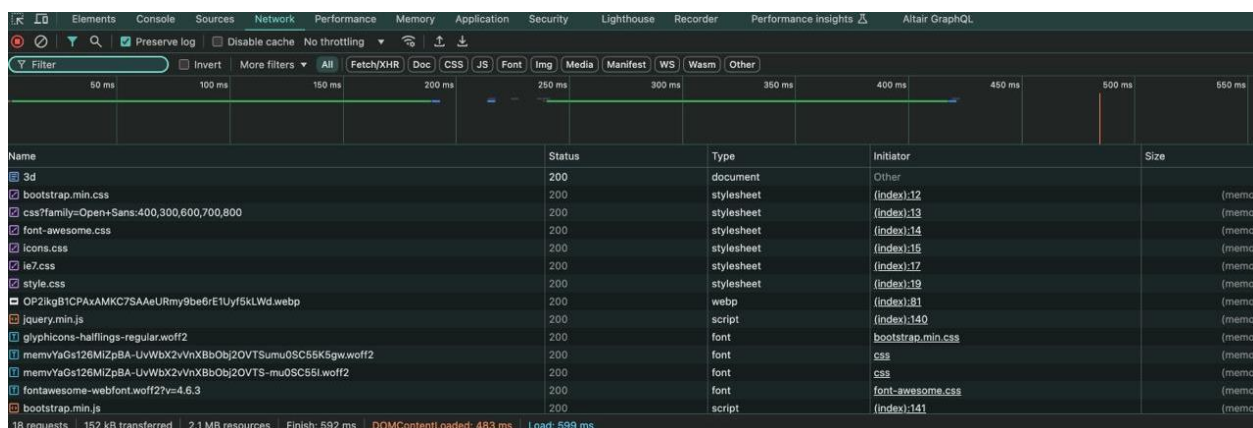 Elements Console Sources Network Performance Memory Application Security Lighthouse Recorder Performance insights Altair GraphQL
Preserve log Disable cache No throttling
Filter Invert More filters All Fetch/XHR Doc CSS JS Font Img Media Manifest WS Wasm Other
50 ms 100 ms 150 ms 200 ms 250 ms 300 ms 350 ms 400 ms 450 ms 500 ms 550 ms
Name Status Type Initiator Size
3d 200 document Other
bootstrap.min.css 200 stylesheet (index):12 (memo
css?family=Open+Sans:400,300,600,700,800 200 stylesheet (index):13 (memo
font-awesome.css 200 stylesheet (index):14 (memo
icons.css 200 stylesheet (index):15 (memo
ie7.css 200 stylesheet (index):17 (memo
style.css 200 stylesheet (index):19 (memo
OP2ikgB1CPAxAMKC7SAAeURmy9be6rE1Uyf5kLWd.webp 200 webp (index):81 (memo
jquery.min.js 200 script (index):140 (memo
glyphicons-halflings-regular.woff2 200 font bootstrap.min.css (memo
memvYaGs126MiZpBA-UvWbX2vVnXBbObj2OVTSumu0SC55K5gw.woff2 200 font css (memo
memvYaGs126MiZpBA-UvWbX2vVnXBbObj2OVTS-mu0SC55I.woff2 200 font css (memo
fontawesome-webfont.woff2?v=4.6.3 200 font font-awesome.css (memo
bootstrap.min.js 200 script (index):141 (memo
18 requests 152 kB transferred 2.1 MB resources Finish: 592 ms DOMContentLoaded: 483 ms Load: 599 ms